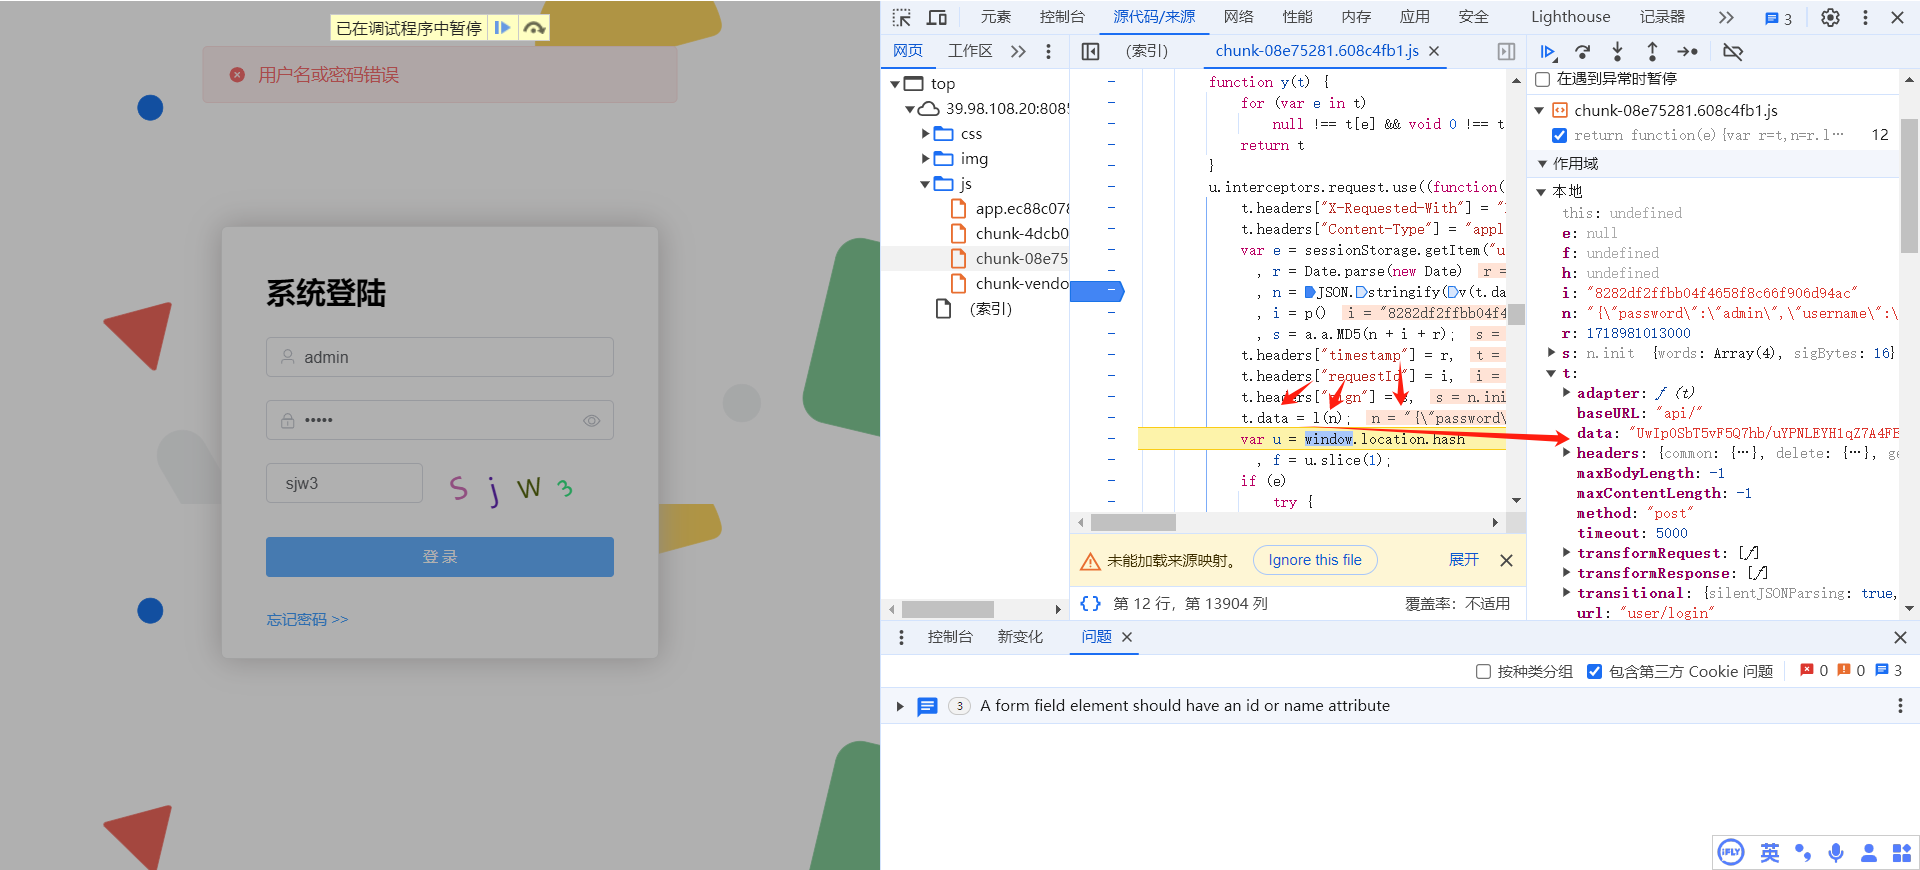 已在调试程序中暂停
用户名或密码错误
系统登陆
admin
•••••
sjw3
S j W 3
登 录
忘记密码 >>
元素
控制台
源代码/来源
网络
性能
内存
应用
安全
Lighthouse
记录器
3
网页
工作区
(索引)
chunk-08e75281.608c4fb1.js
top
39.98.108.20:8085
css
img
js
app.ec88c078
chunk-4dcb0
chunk-08e75
chunk-vendo
(索引)
function y(t) {
for (var e in t)
null !== t[e] && void 0 !== t
return t
}
u.interceptors.request.use((function(
t.headers["X-Requested-With"] = "
t.headers["Content-Type"] = "appl
var e = sessionStorage.getItem("u
, r = Date.parse(new Date) r =
, n = JSON.stringify(v(t.da
, i = p() i = "8282df2ffbb04f4
, s = a.a.MD5(n + i + r); s =
t.headers["timestamp"] = r, t =
t.headers["requestId"] = i, i =
t.headers["sign"] = s, s = n.ini
t.data = l(n); n = "{\"password\
var u = window.location.hash
, f = u.slice(1);
if (e)
try {
未能加载来源映射。
Ignore this file
展开
第 12 行，第 13904 列
覆盖率：不适用
在遇到异常时暂停
chunk-08e75281.608c4fb1.js
return function(e){var r=t,n=r.l…
12
作用域
本地
this: undefined
e: null
f: undefined
h: undefined
i: "8282df2ffbb04f4658f8c66f906d94ac"
n: "{\"password\":\"admin\",\"username\":\
r: 1718981013000
s: n.init {words: Array(4), sigBytes: 16}
t:
adapter: ƒ (t)
baseURL: "api/"
data: "UwIpOSbT5vF5Q7hb/uYPNLEYH1qZ7A4FE
headers: {common: {…}, delete: {…}, ge
maxBodyLength: -1
maxContentLength: -1
method: "post"
timeout: 5000
transformRequest: [ƒ]
transformResponse: [ƒ]
transitional: {silentJSONParsing: true,
url: "user/login"
控制台
新变化
问题
按种类分组
包含第三方 Cookie 问题
0
0
3
3
A form field element should have an id or name attribute
iFLY
英